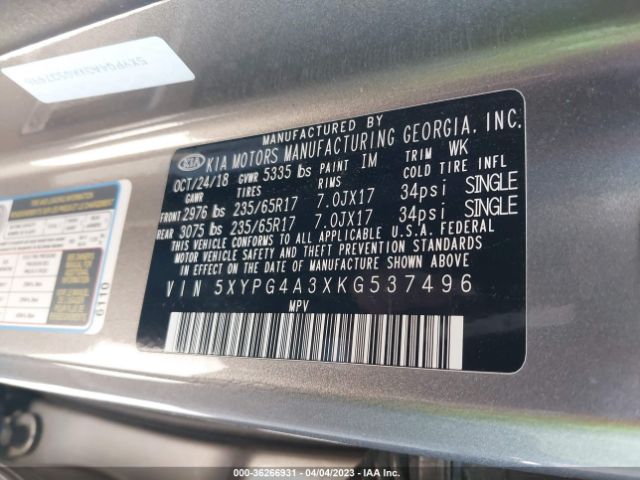 MANUFACTURED BY
KIA KIA MOTORS MANUFACTURING GEORGIA, INC.
OCT/24/18 GVWR 5335 lbs PAINT IM TRIM WK
GAWR TIRES RIMS COLD TIRE INFL
FRONT 2976 lbs 235/65R17 7.0JX17 34psi SINGLE
REAR 3075 lbs 235/65R17 7.0JX17 34psi SINGLE
THIS VEHICLE CONFORMS TO ALL APPLICABLE U.S.A. FEDERAL
MOTOR VEHICLE SAFETY AND THEFT PREVENTION STANDARDS
IN EFFECT ON THE DATE OF MANUFACTURE SHOWN ABOVE.
VIN 5XYPG4A3XKG537496
MPV
6110
000-36266931 - 04/04/2023 - IAA Inc.